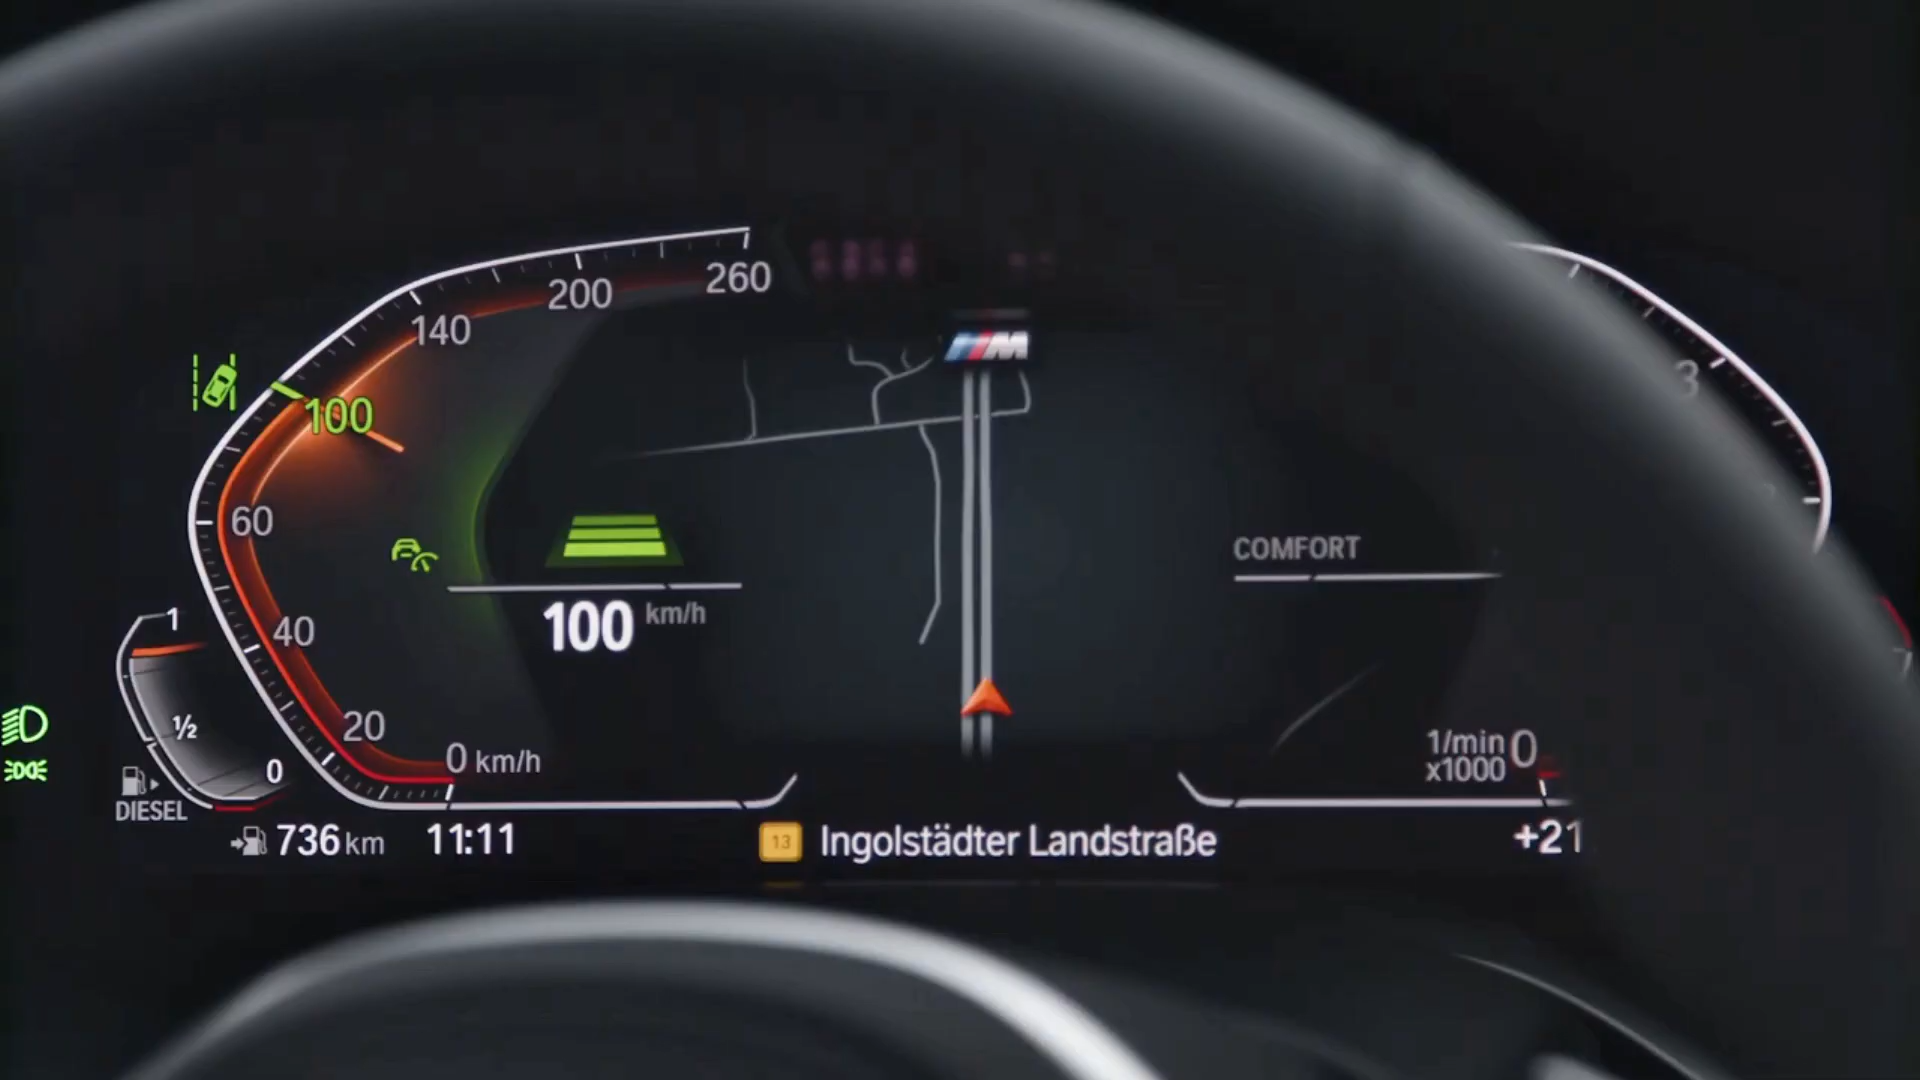 260
200
140
M
100
3
60
COMFORT
100 km/h
1
40
1/2
20
1/min
x1000 0
0 km/h
0
DIESEL
736 km 11:11
13 Ingolstädter Landstraße
+21